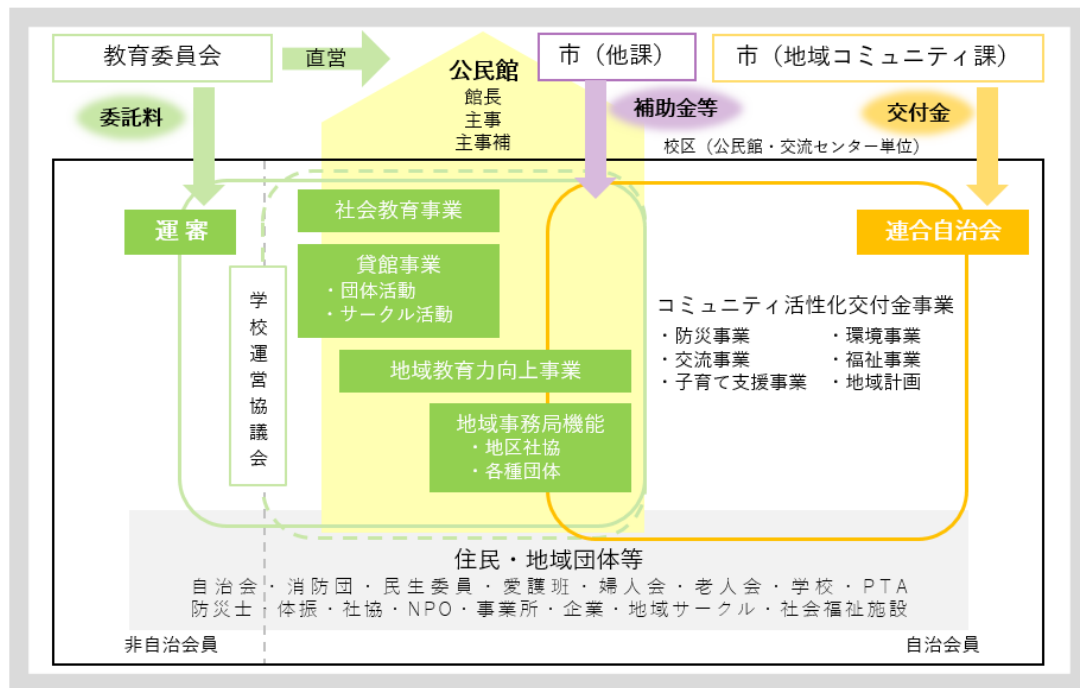 教育委員会
直営
公民館
館長
主事
主事補
市（他課）
市（地域コミュニティ課）
委託料
補助金等
交付金
校区（公民館・交流センター単位）
運審
社会教育事業
連合自治会
貸館事業
・団体活動
・サークル活動
学校運営協議会
コミュニティ活性化交付金事業
・防災事業
・環境事業
・交流事業
・福祉事業
・子育て支援事業
・地域計画
地域教育力向上事業
地域事務局機能
・地区社協
・各種団体
住民・地域団体等
自治会・消防団・民生委員・愛護班・婦人会・老人会・学校・PTA
防災士・体振・社協・NPO・事業所・企業・地域サークル・社会福祉施設
非自治会員
自治会員